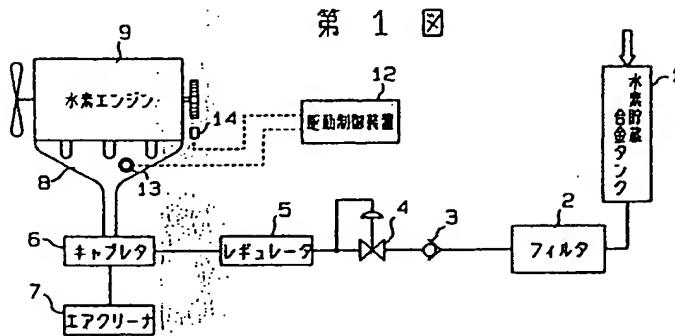 第 1 図
9
水素エンジン
14
12
駆動制御装置
8
13
6
キャブレタ
5
レギュレータ
4
3
2
フィルタ
水素貯蔵
合金タンク
7
エアクリーナ